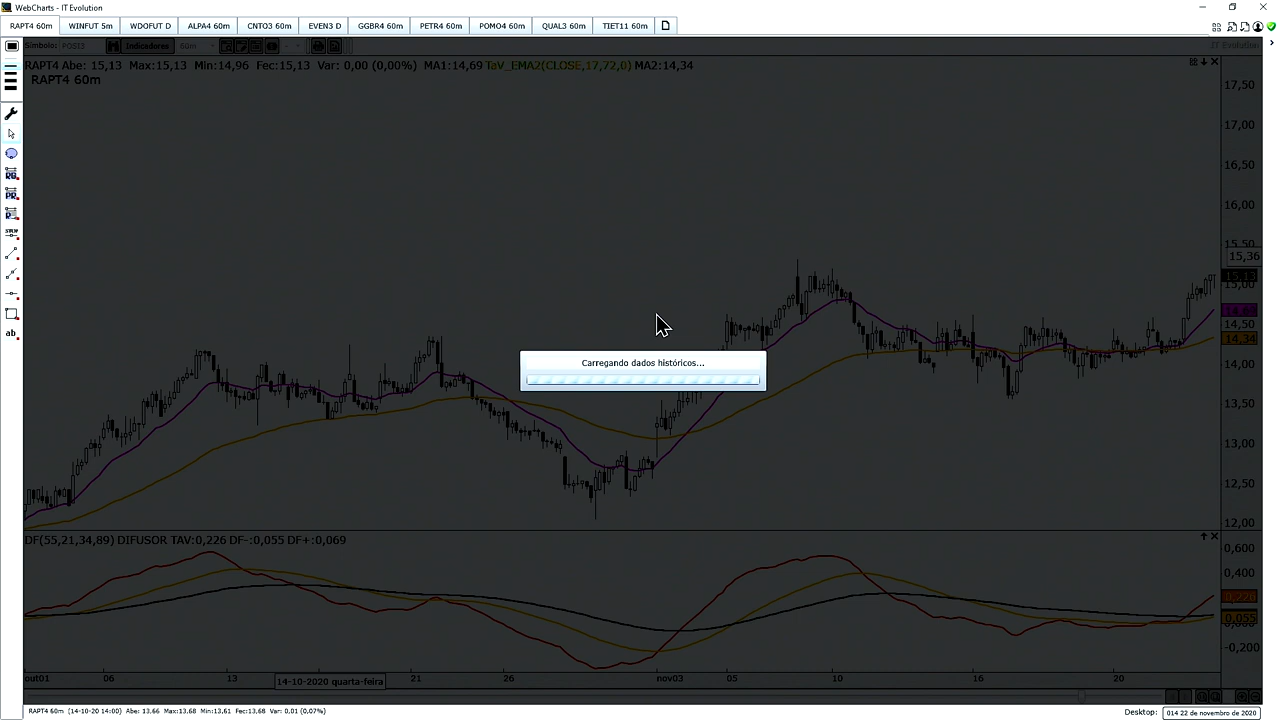 WebCharts - IT Evolution
RAPT4 60m WINFUT 5m WDOFUT D ALPA4 60m CNTO3 60m EVEN3 D GGBR4 60m PETR4 60m POMO4 60m QUAL3 60m TIET11 60m
Símbolo: POSI3 Indicadores 60m IT Evolution
RAPT4 Abe: 15,13 Max:15,13 Min:14,96 Fec:15,13 Var: 0,00 (0,00%) MA1:14,69 TaV_EMA2(CLOSE,17,72,0) MA2:14,34
RAPT4 60m
17,50
17,00
16,50
16,00
15,50
15,36
15,13
15,00
14,50
14,34
14,00
13,50
13,00
12,50
12,00
Carregando dados históricos...
DF(55,21,34,89) DIFUSOR TAV:0,226 DF-:0,055 DF+:0,069
0,600
0,400
0,226
0,055
-0,200
out01 06 13 14-10-2020 quarta-feira 21 26 nov03 05 10 16 20
ab
RAPT4 60m (14-10-20 14:00) Abe: 13,66 Max:13,68 Min:13,61 Fec:13,68 Var: 0,01 (0,07%) Desktop: 014 22 de novembro de 2020